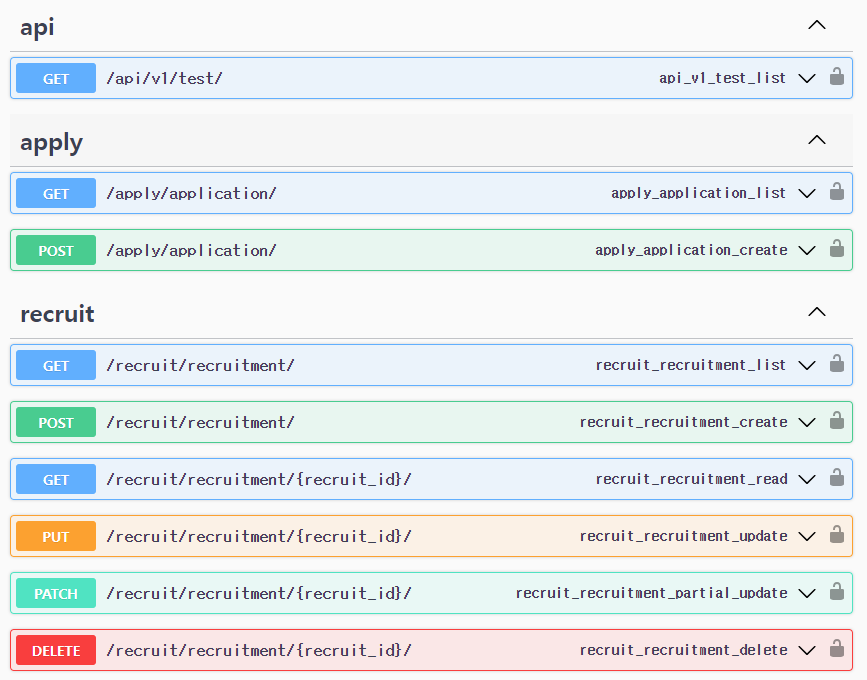 api
GET /api/v1/test/ api_v1_test_list
apply
GET /apply/application/ apply_application_list
POST /apply/application/ apply_application_create
recruit
GET /recruit/recruitment/ recruit_recruitment_list
POST /recruit/recruitment/ recruit_recruitment_create
GET /recruit/recruitment/{recruit_id}/ recruit_recruitment_read
PUT /recruit/recruitment/{recruit_id}/ recruit_recruitment_update
PATCH /recruit/recruitment/{recruit_id}/ recruit_recruitment_partial_update
DELETE /recruit/recruitment/{recruit_id}/ recruit_recruitment_delete